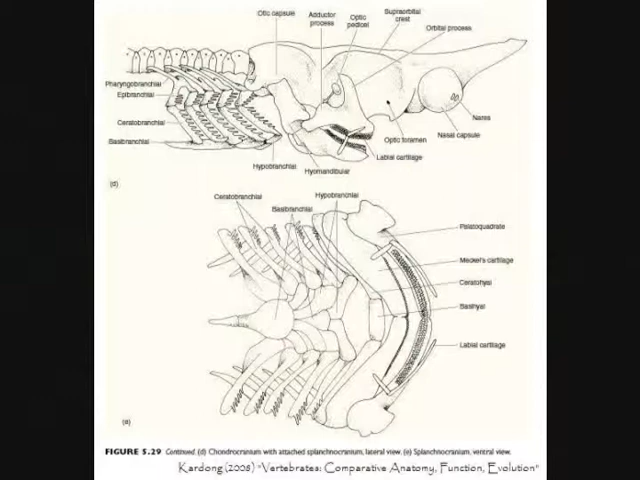 Otic capsule
Adductor
process
Optic
pedicel
Supraorbital
crest
Orbital process
Pharyngobranchial
Epibranchial
Ceratobranchial
Basibranchial
Nares
Nasal capsule
Optic foramen
Labial cartilage
Hypobranchial
Hyomandibular
(d)
Ceratobranchial
Hypobranchial
Basibranchial
Palatoquadrate
Meckel's cartilage
Ceratohyal
Basihyal
Labial cartilage
(e)
FIGURE 5.29 Continued. (d) Chondrocranium with attached splanchnocranium, lateral view. (e) Splanchnocranium, ventral view.
Kardong (2008) "Vertebrates: Comparative Anatomy, Function, Evolution"